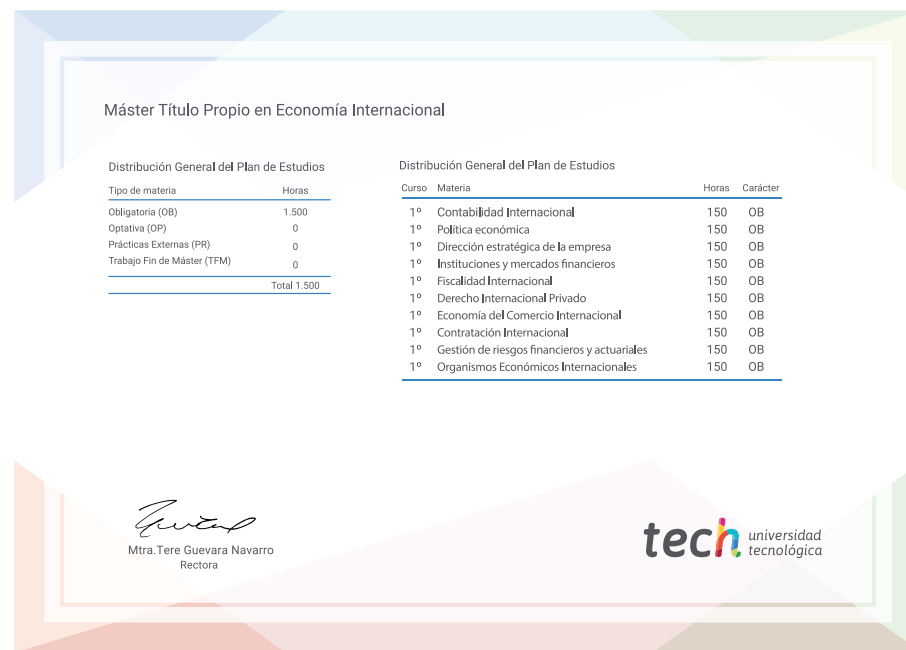 Máster Título Propio en Economía Internacional
Distribución General del Plan de Estudios
Tipo de materia Horas
Obligatoria (OB) 1.500
Optativa (OP) 0
Prácticas Externas (PR) 0
Trabajo Fin de Máster (TFM) 0
Total 1.500
Distribución General del Plan de Estudios
Curso Materia Horas Carácter
1º Contabilidad Internacional 150 OB
1º Política económica 150 OB
1º Dirección estratégica de la empresa 150 OB
1º Instituciones y mercados financieros 150 OB
1º Fiscalidad Internacional 150 OB
1º Derecho Internacional Privado 150 OB
1º Economía del Comercio Internacional 150 OB
1º Contratación Internacional 150 OB
1º Gestión de riesgos financieros y actuariales 150 OB
1º Organismos Económicos Internacionales 150 OB
Mtra.Tere Guevara Navarro
Rectora
tech universidad
tecnológica